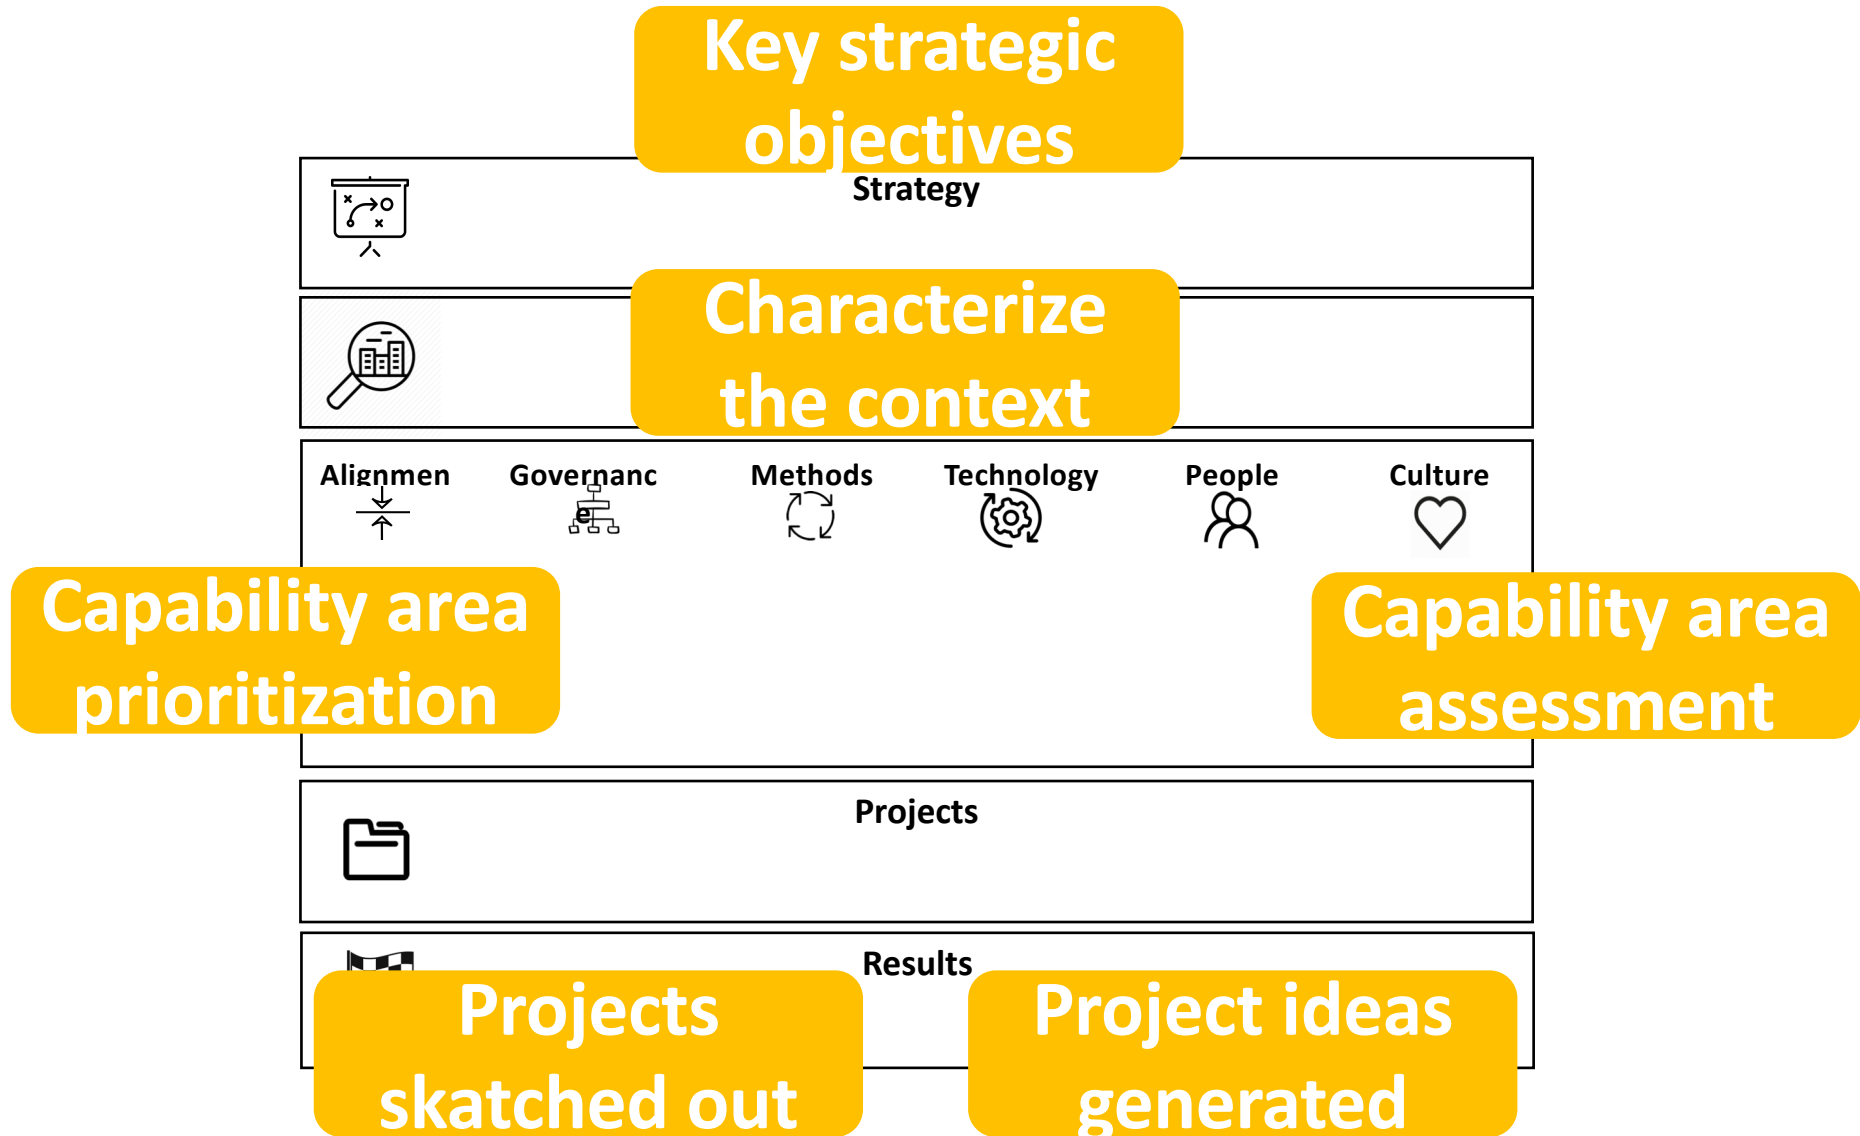 Key strategic
objectives
Strategy
Characterize
the context
Alignmen
Governanc
e
Methods
Technology
People
Culture
Capability area
prioritization
Capability area
assessment
Projects
Results
Projects
skatched out
Project ideas
generated